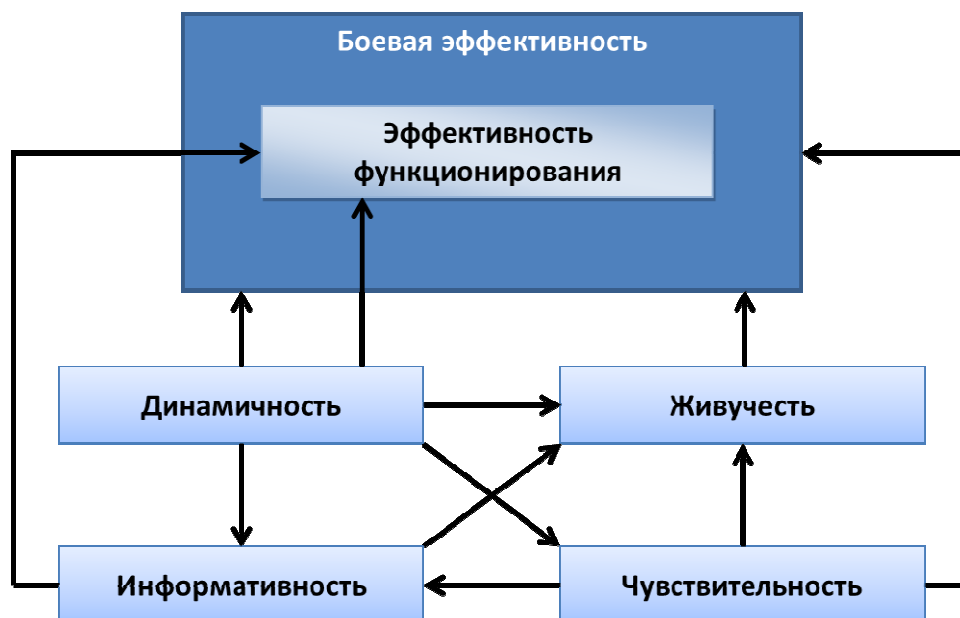 Боевая эффективность
Эффективность
функционирования
Динамичность
Живучесть
Информативность
Чувствительность